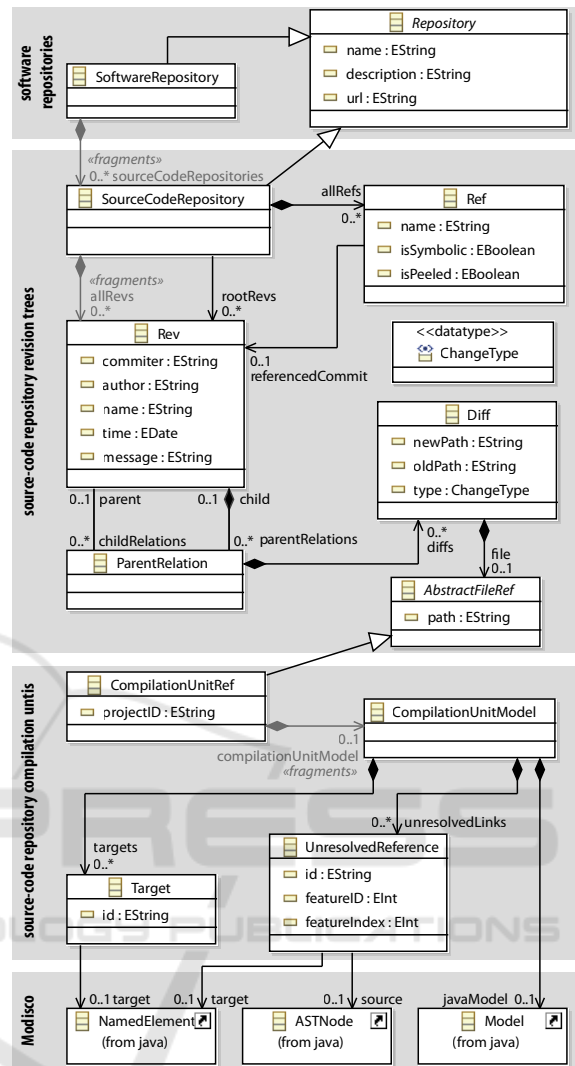 software repositories
Repository
name : EString
description : EString
url : EString
SoftwareRepository
«fragments»
0..* sourceCodeRepositories
source-code repository revision trees
SourceCodeRepository
allRefs
0..*
Ref
name : EString
isSymbolic : EBoolean
isPeeled : EBoolean
«fragments»
allRevs
0..*
rootRevs
0..*
Rev
commiter : EString
author : EString
name : EString
time : EDate
message : EString
0..1
referencedCommit
<<datatype>>
ChangeType
Diff
newPath : EString
oldPath : EString
type : ChangeType
0..1 parent
0..1 child
0..* childRelations
0..* parentRelations
ParentRelation
0..*
diffs
file
0..1
AbstractFileRef
path : EString
source-code repository compilation untis
CompilationUnitRef
projectID : EString
CompilationUnitModel
0..1
compilationUnitModel
«fragments»
targets
0..*
0..* unresolvedLinks
Target
id : EString
UnresolvedReference
id : EString
featureID : EInt
featureIndex : EInt
Modisco
0..1 target
0..1 target
0..1 source
javaModel 0..1
NamedElement
(from java)
ASTNode
(from java)
Model
(from java)
PRESS
OLOGY PUBLICATIONS